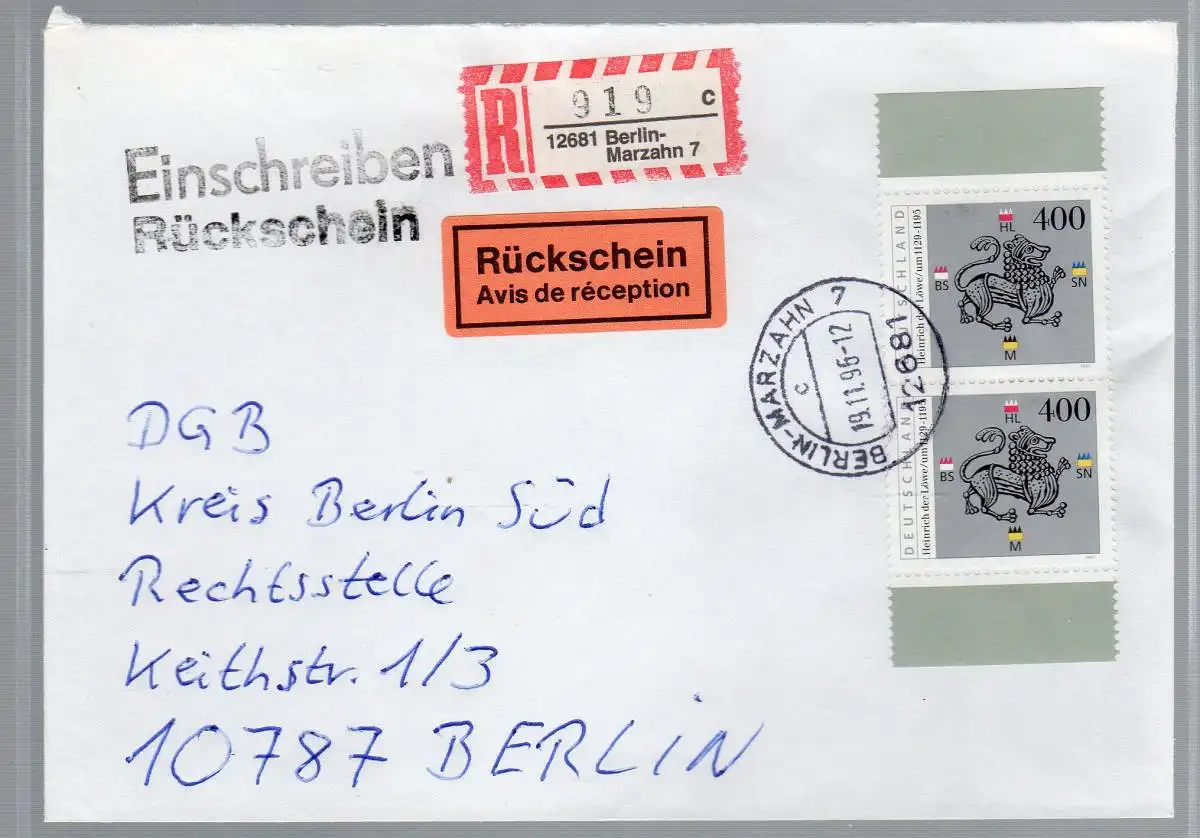 Einschreiben
Rückschein
R 919 c
12681 Berlin-
Marzahn 7
Rückschein
Avis de réception
400
HL
BS
SN
M
DEUTSCHLAND
Heinrich der Löwe/um 1129-1195
400
HL
BS
SN
M
DEUTSCHLAND
Heinrich der Löwe/um 1129-1195
BERLIN-MARZAHN 7
c
19.11.96-12
12681
DGB
Kreis Berlin Süd
Rechtsstelle
Keithstr. 1/3
10787 BERLIN